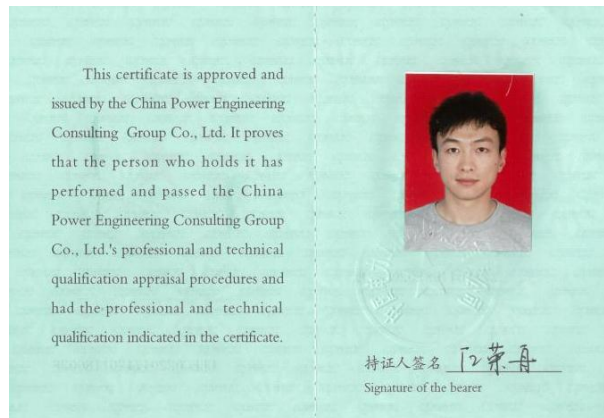 This certificate is approved and
issued by the China Power Engineering
Consulting Group Co., Ltd. It proves
that the person who holds it has
performed and passed the China
Power Engineering Consulting Group
Co., Ltd.'s professional and technical
qualification appraisal procedures and
had the professional and technical
qualification indicated in the certificate.
持证人签名
Signature of the bearer